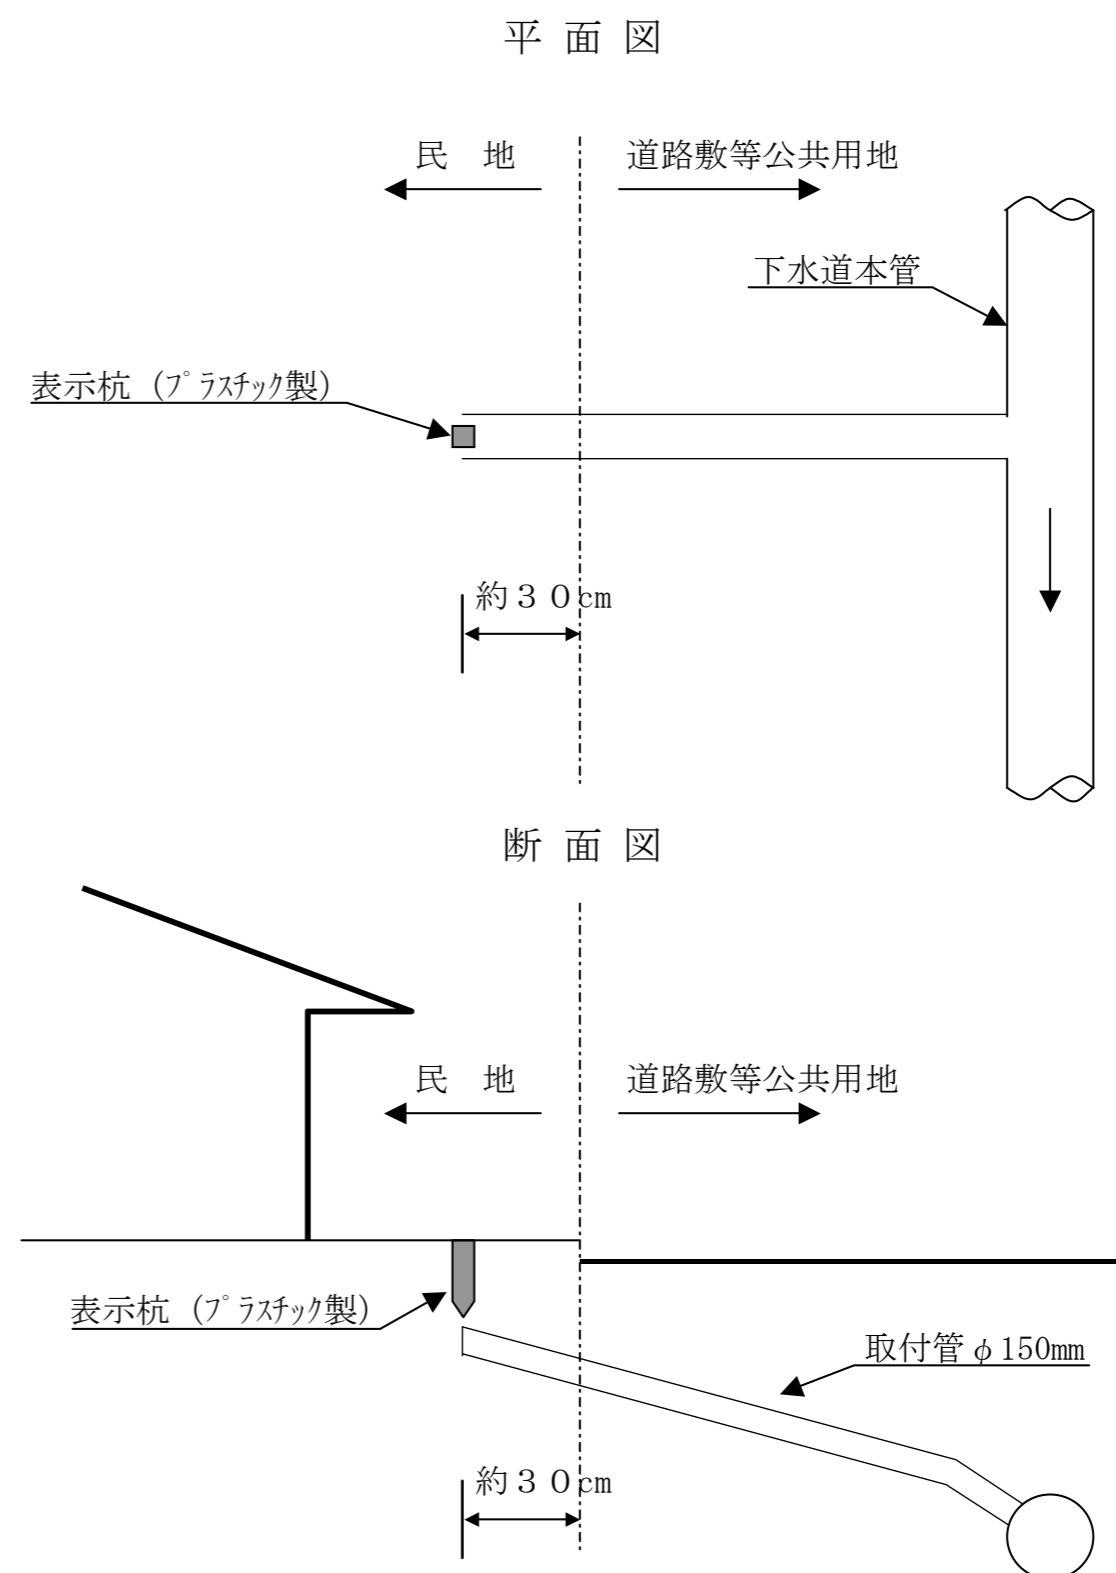 平 面 図
民 地
道路敷等公共用地
下水道本管
表示杭 (ﾌﾟﾗｽﾁｯｸ製)
約３０cm
断 面 図
民 地
道路敷等公共用地
表示杭 (ﾌﾟﾗｽﾁｯｸ製)
取付管φ150mm
約３０cm